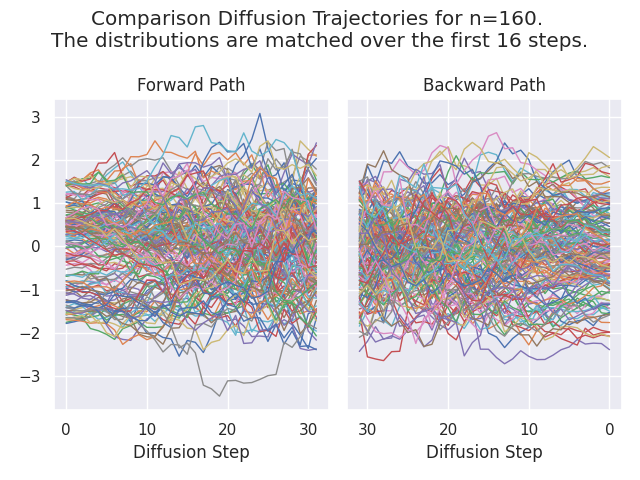 Comparison Diffusion Trajectories for n=160.
The distributions are matched over the first 16 steps.
Forward Path
Backward Path
3
2
1
0
−1
−2
−3
0 10 20 30
30 20 10 0
Diffusion Step
Diffusion Step